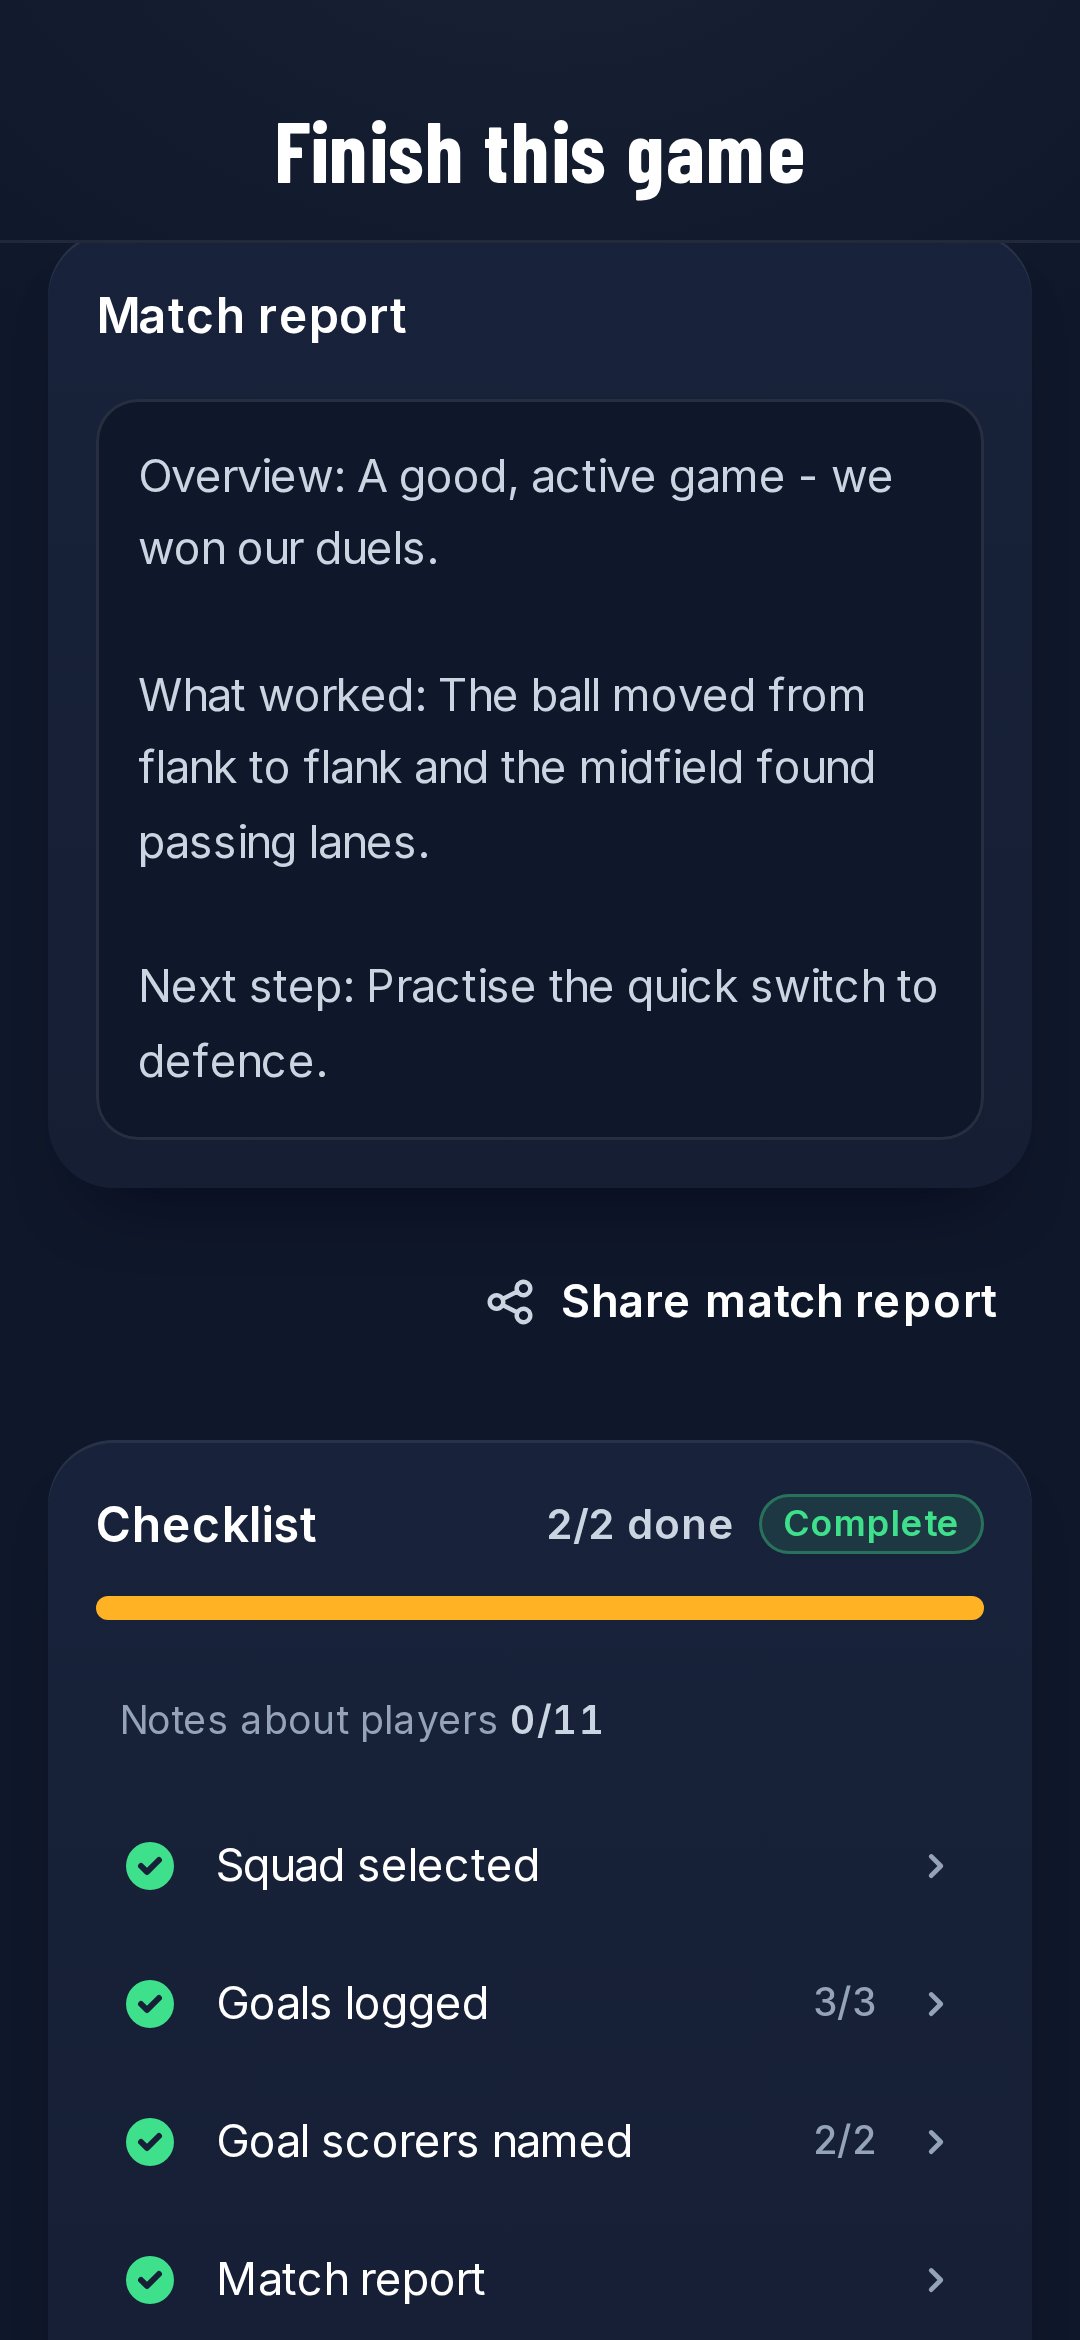 Finish this game
Match report
Overview: A good, active game - we
won our duels.
What worked: The ball moved from
flank to flank and the midfield found
passing lanes.
Next step: Practise the quick switch to
defence.
Share match report
Checklist 2/2 done Complete
Notes about players 0/11
Squad selected
Goals logged 3/3
Goal scorers named 2/2
Match report